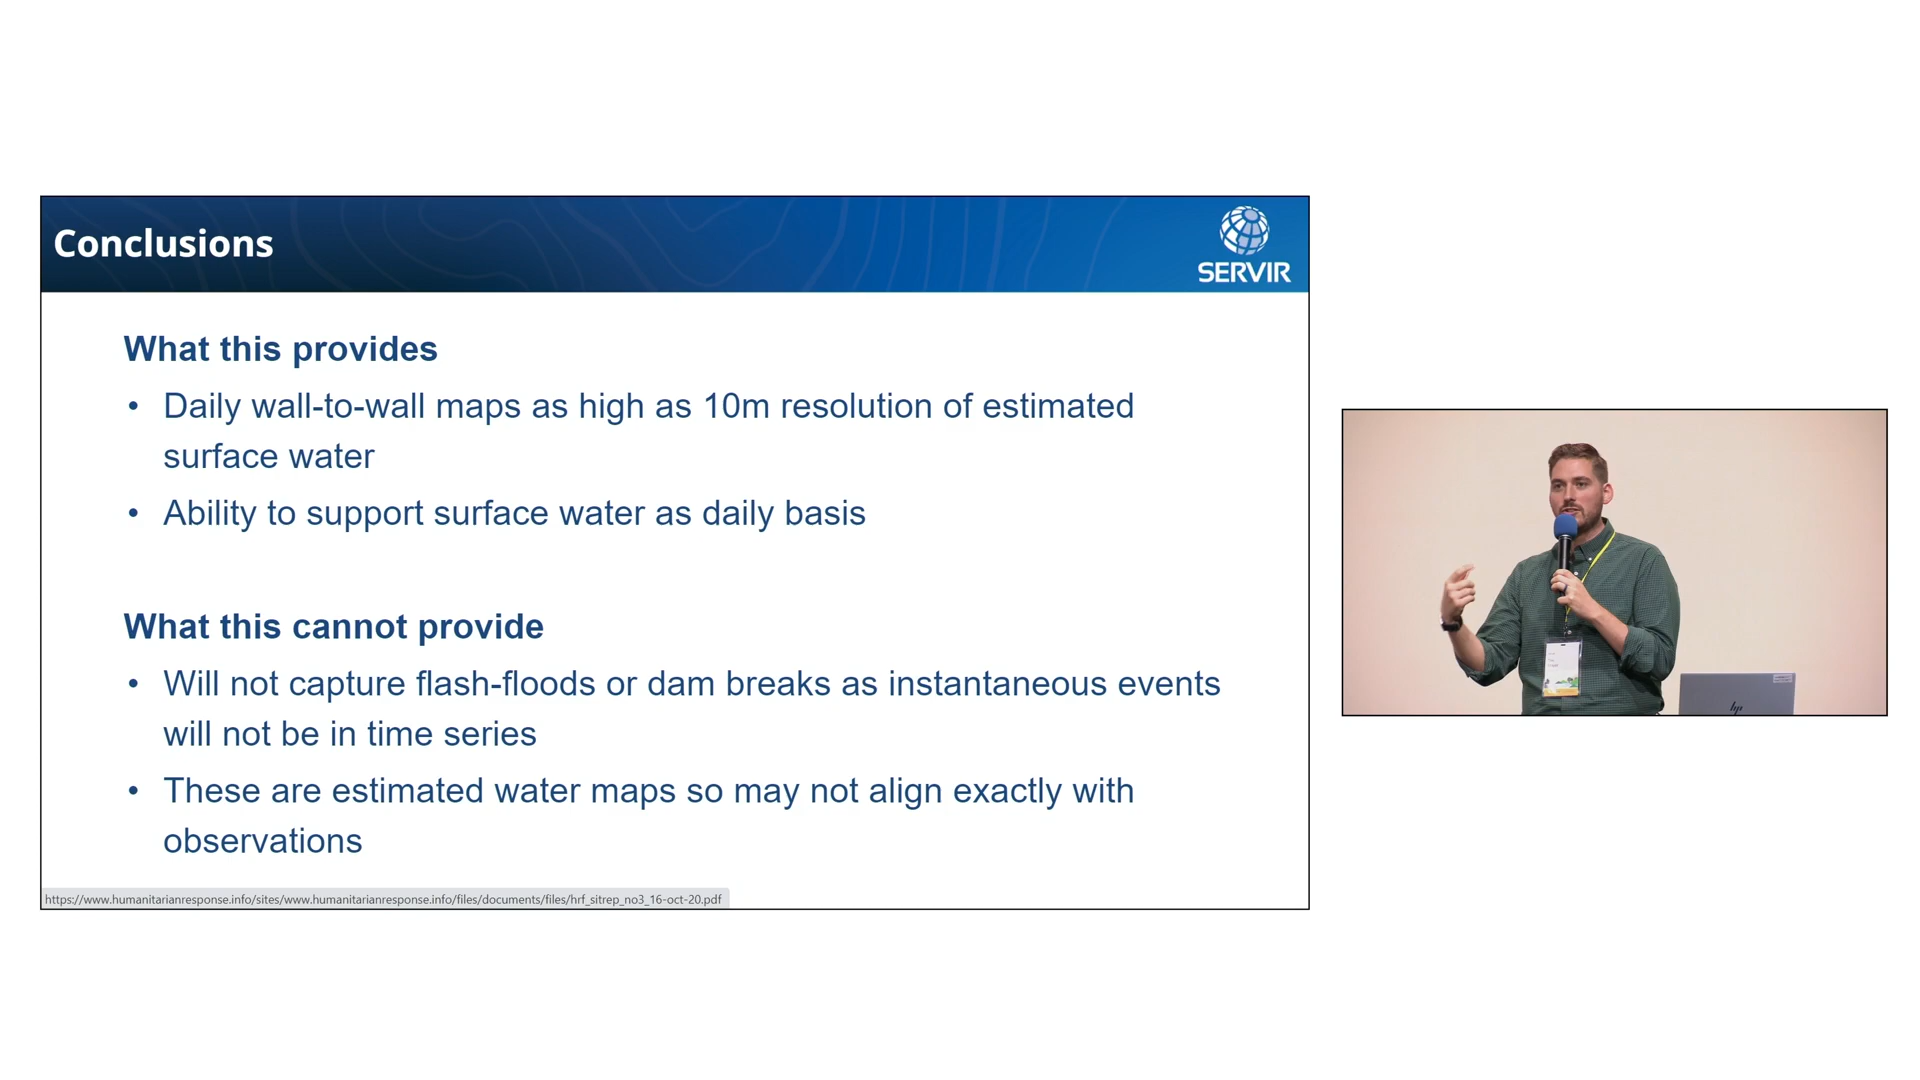 Conclusions
SERVIR
What this provides
• Daily wall-to-wall maps as high as 10m resolution of estimated
surface water
• Ability to support surface water as daily basis
What this cannot provide
• Will not capture flash-floods or dam breaks as instantaneous events
will not be in time series
• These are estimated water maps so may not align exactly with
observations
https://www.humanitarianresponse.info/sites/www.humanitarianresponse.info/files/documents/files/hrf_sitrep_no3_16-oct-20.pdf
hp